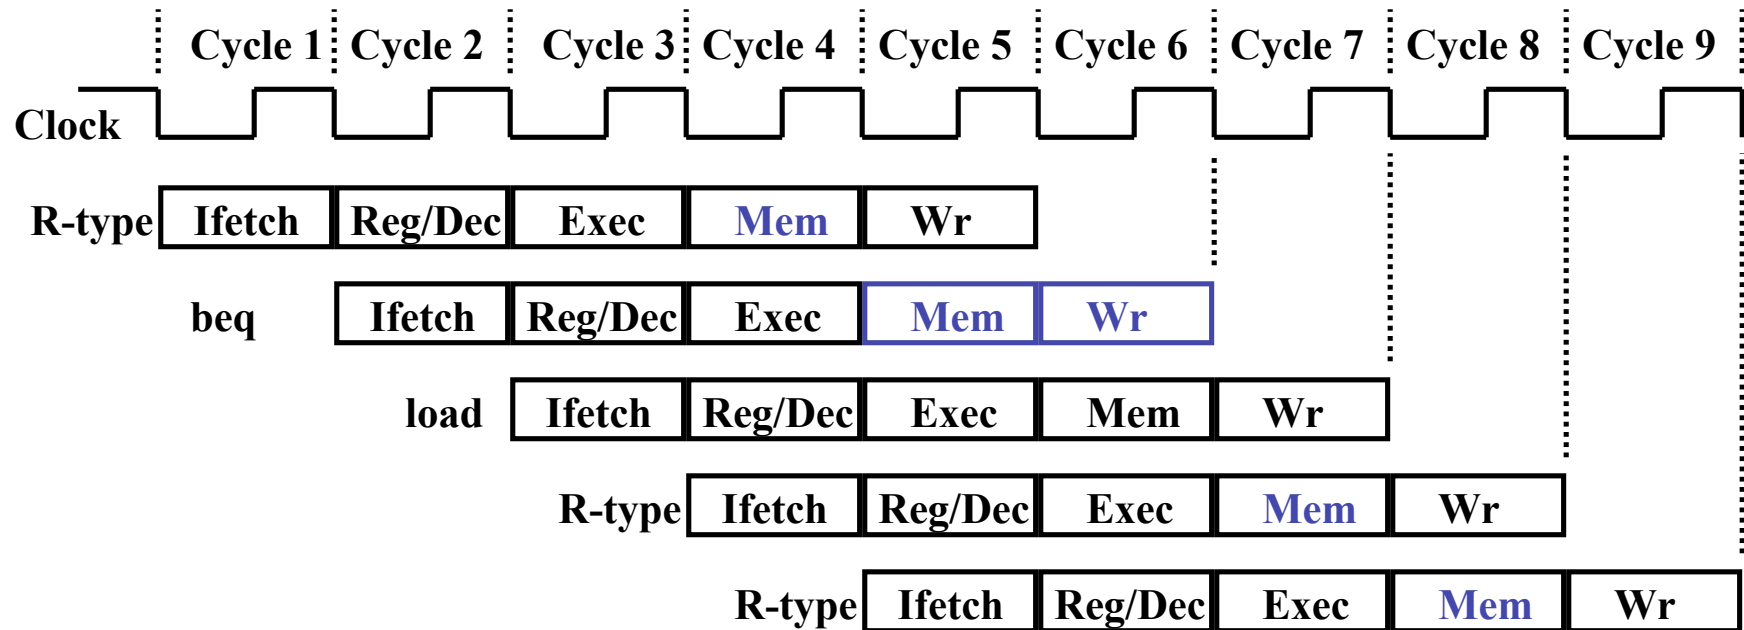 Cycle 1 Cycle 2 Cycle 3 Cycle 4 Cycle 5 Cycle 6 Cycle 7 Cycle 8 Cycle 9
Clock
R-type Ifetch Reg/Dec Exec Mem Wr
beq Ifetch Reg/Dec Exec Mem Wr
load Ifetch Reg/Dec Exec Mem Wr
R-type Ifetch Reg/Dec Exec Mem Wr
R-type Ifetch Reg/Dec Exec Mem Wr